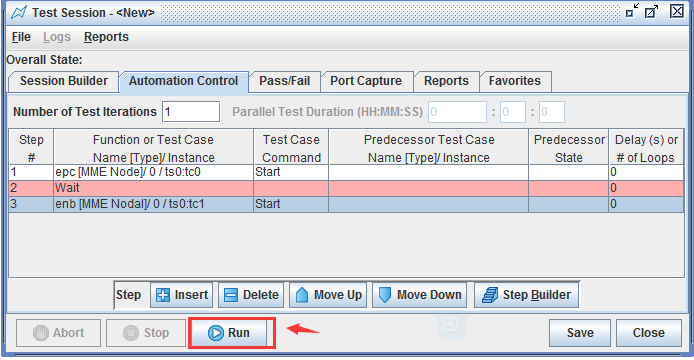 Test Session - <New>
File Logs Reports
Overall State:
Session Builder Automation Control Pass/Fail Port Capture Reports Favorites
Number of Test Iterations 1 Parallel Test Duration (HH:MM:SS) 0 : 0 : 0
Step Function or Test Case Test Case Predecessor Test Case Predecessor Delay (s) or
# Name [Type]/ Instance Command Name [Type]/ Instance State # of Loops
1 epc [MME Node]/ 0 / ts0:tc0 Start 0
2 Wait 0
3 enb [MME Nodal]/ 0 / ts0:tc1 Start 0
Step Insert Delete Move Up Move Down Step Builder
Abort Stop Run Save Close